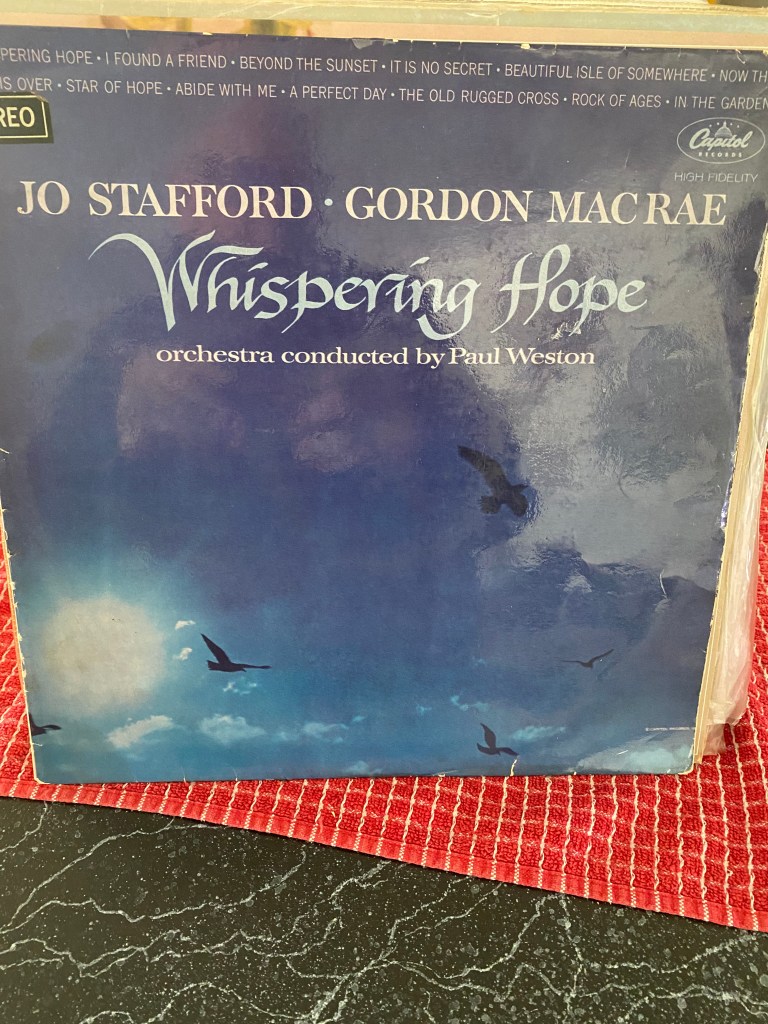 PERING HOPE • I FOUND A FRIEND • BEYOND THE SUNSET • IT IS NO SECRET • BEAUTIFUL ISLE OF SOMEWHERE • NOW TH
IS OVER • STAR OF HOPE • ABIDE WITH ME • A PERFECT DAY • THE OLD RUGGED CROSS • ROCK OF AGES • IN THE GARDEN
REO
Capitol
RECORDS
HIGH FIDELITY
JO STAFFORD • GORDON MACRAE
Whispering Hope
orchestra conducted by Paul Weston